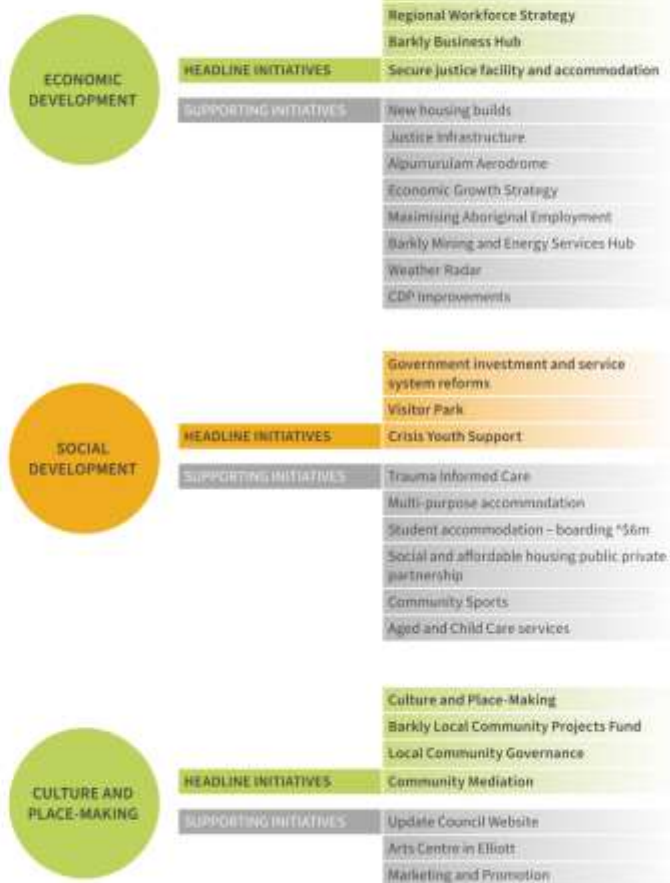 Regional Workforce Strategy
Barkly Business Hub
ECONOMIC
DEVELOPMENT
HEADLINE INITIATIVES
Secure justice facility and accommodation
SUPPORTING INITIATIVES
New housing builds
Justice Infrastructure
Alpurrurulam Aerodrome
Economic Growth Strategy
Maximising Aboriginal Employment
Barkly Mining and Energy Services Hub
Weather Radar
CDP Improvements
Government investment and service
system reforms
Visitor Park
SOCIAL
DEVELOPMENT
HEADLINE INITIATIVES
Crisis Youth Support
SUPPORTING INITIATIVES
Trauma Informed Care
Multi-purpose accommodation
Student accommodation – boarding ^$6m
Social and affordable housing public private
partnership
Community Sports
Aged and Child Care services
Culture and Place-Making
Barkly Local Community Projects Fund
Local Community Governance
CULTURE AND
PLACE-MAKING
HEADLINE INITIATIVES
Community Mediation
SUPPORTING INITIATIVES
Update Council Website
Arts Centre in Elliott
Marketing and Promotion